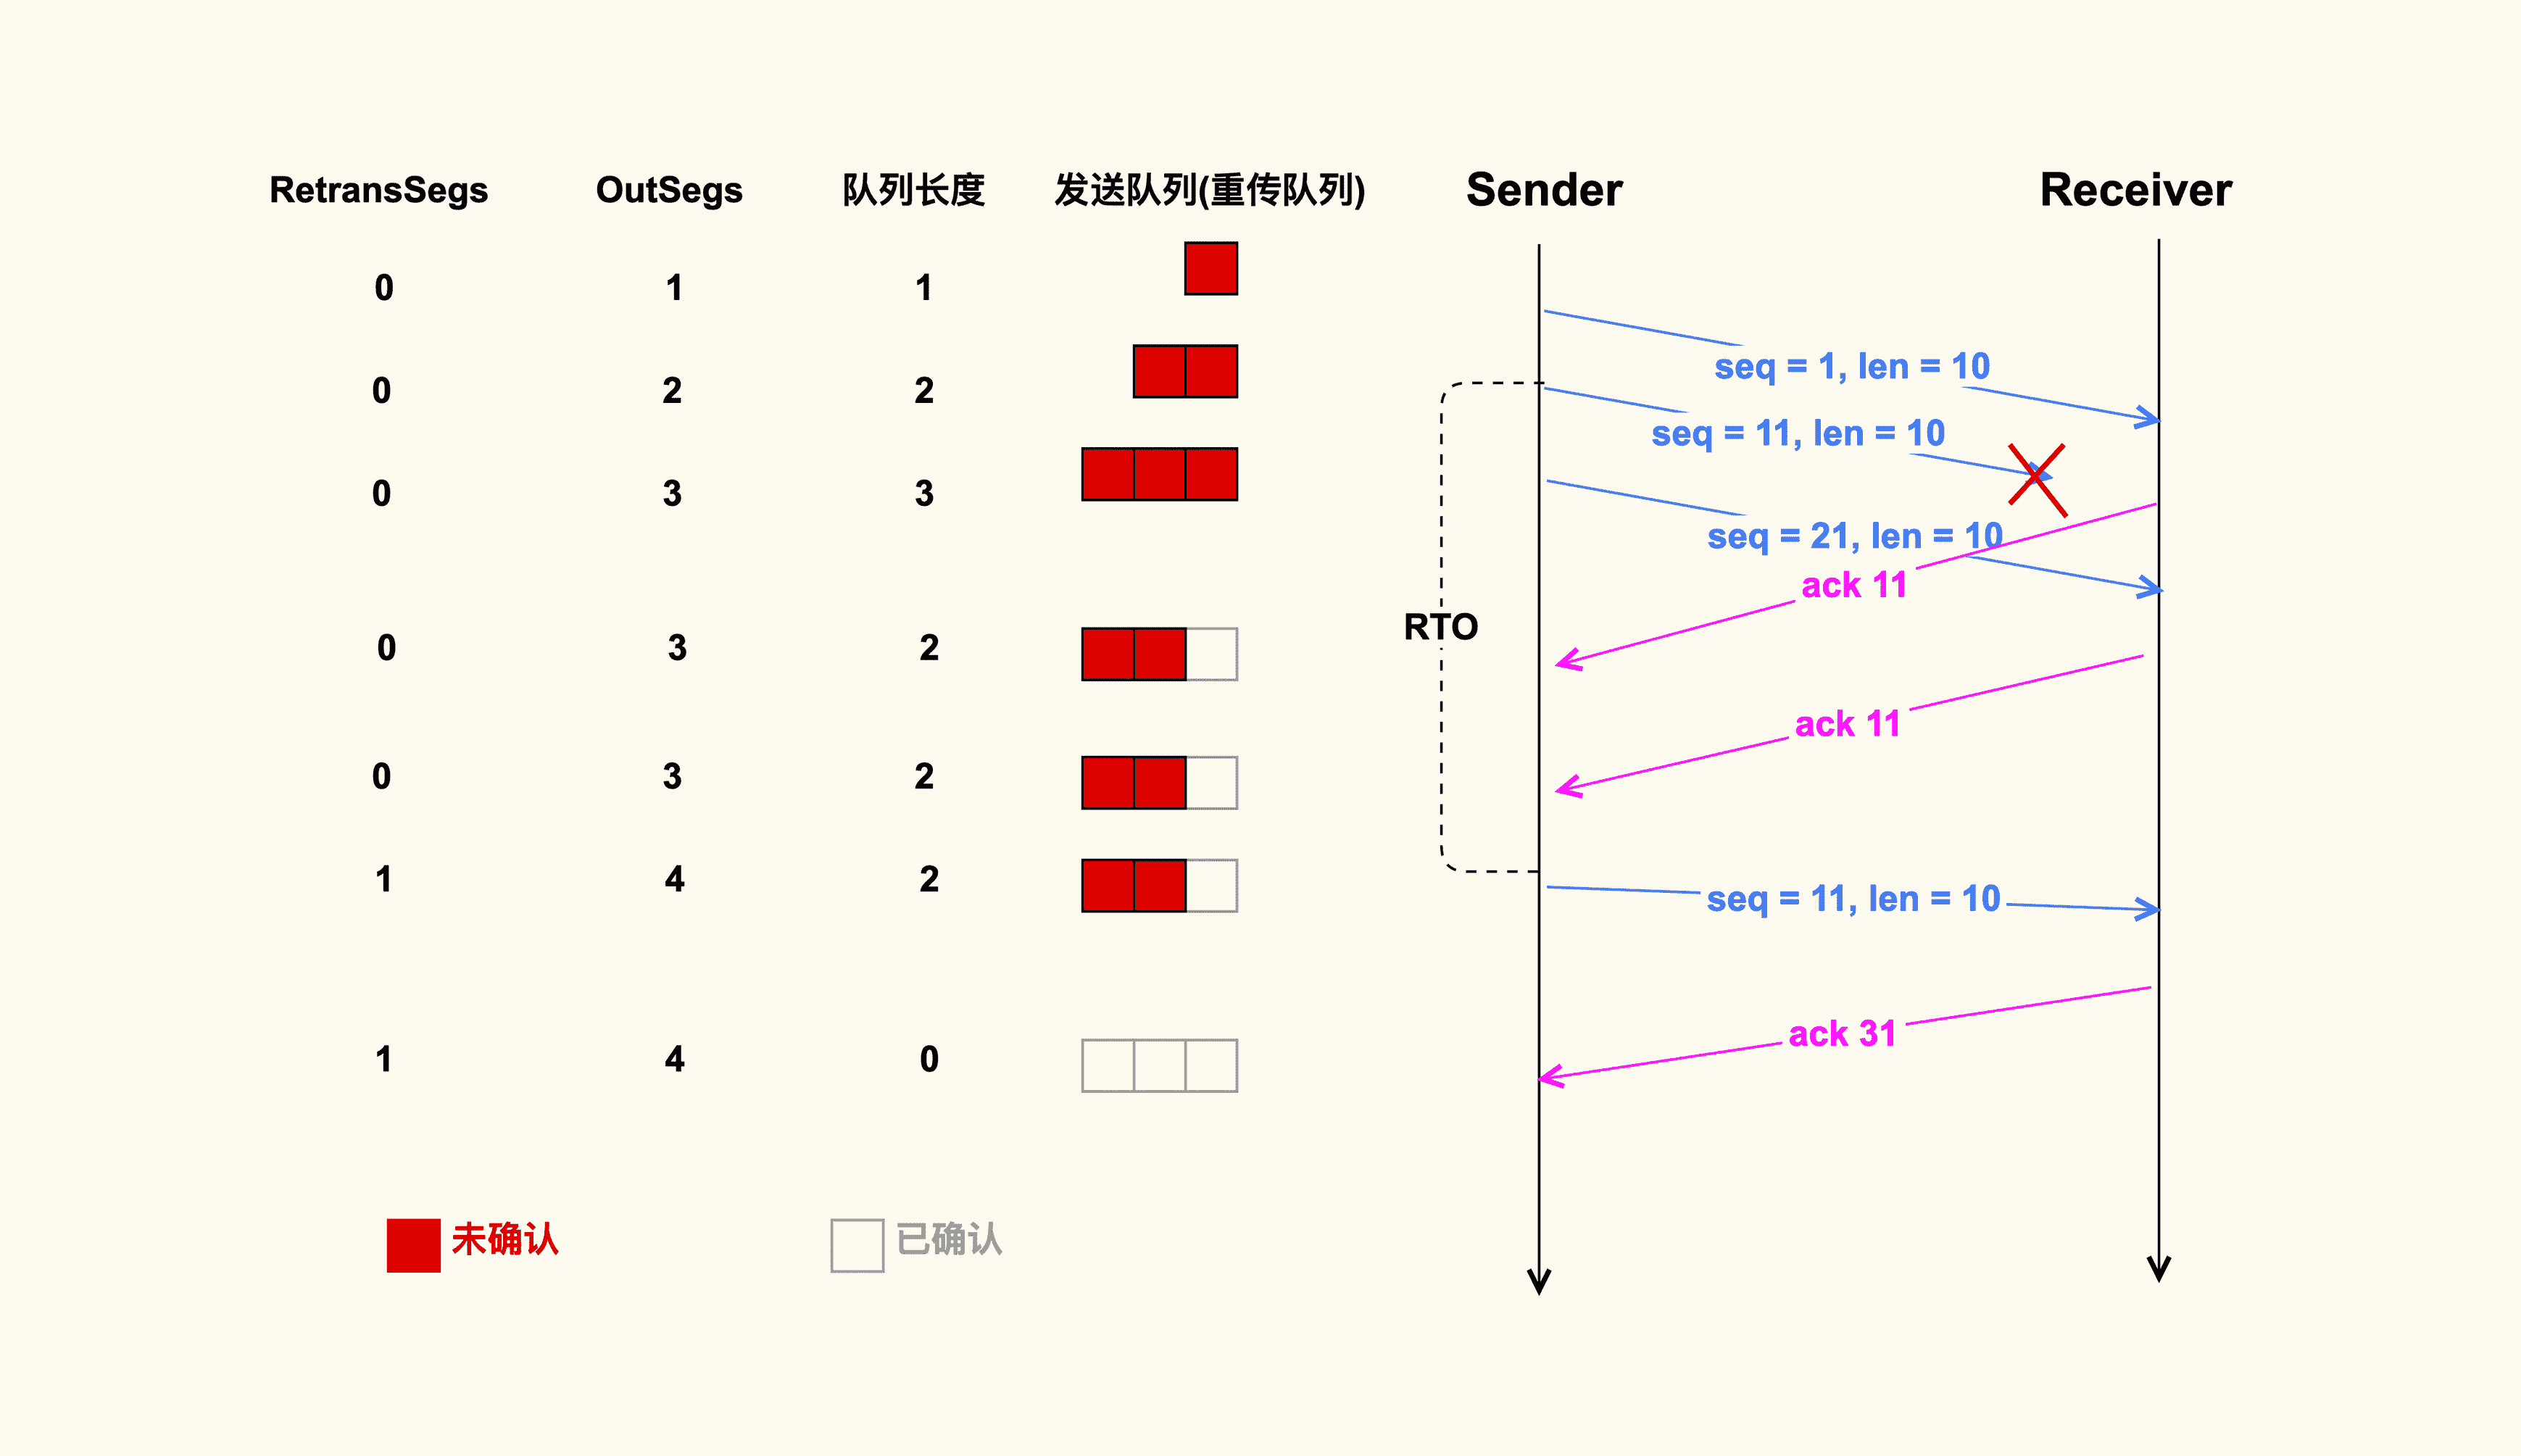 RetransSegs OutSegs 队列长度 发送队列(重传队列) Sender Receiver
0 1 1
seq = 1, len = 10
0 2 2
seq = 11, len = 10
0 3 3
seq = 21, len = 10
ack 11
RTO
0 3 2
ack 11
0 3 2
1 4 2
seq = 11, len = 10
ack 31
1 4 0
未确认 已确认